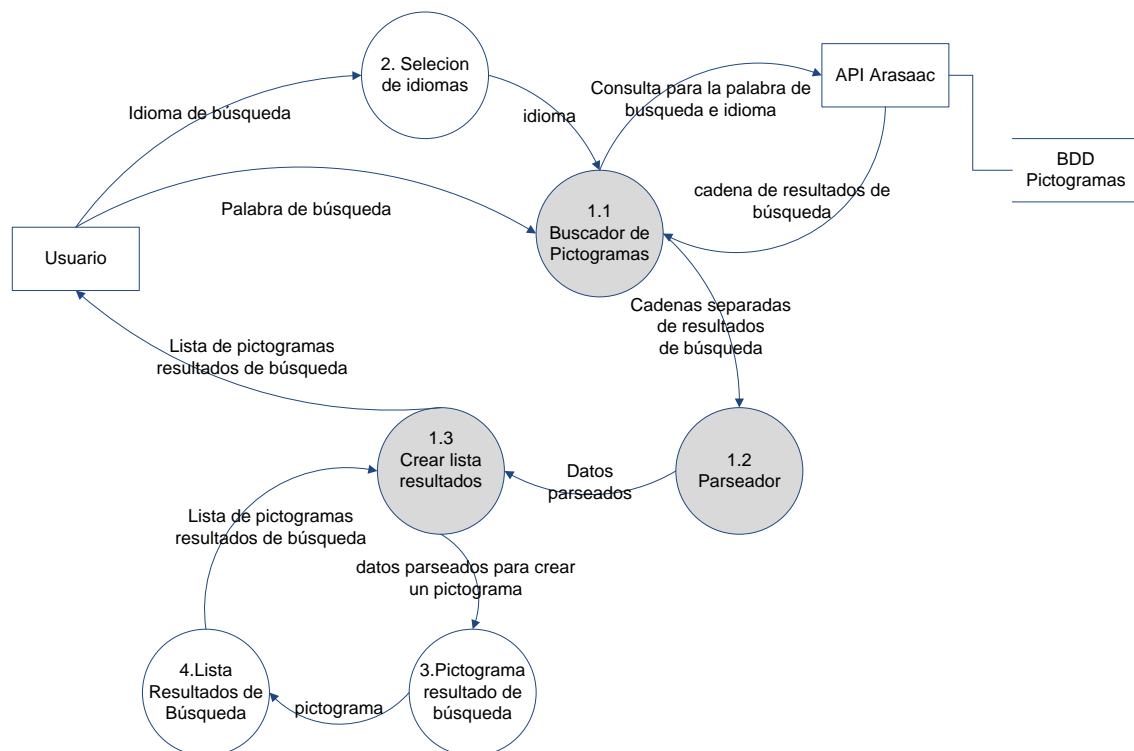 2. Selecion
de idiomas
API Arasaac
Consulta para la palabra de
busqueda e idioma
Idioma de búsqueda
idioma
BDD
Pictogramas
cadena de resultados de
búsqueda
Palabra de búsqueda
1.1
Buscador de
Pictogramas
Usuario
Cadenas separadas
de resultados
de búsqueda
Lista de pictogramas
resultados de búsqueda
1.3
Crear lista
resultados
Datos
parseados
1.2
Parseador
Lista de pictogramas
resultados de búsqueda
datos parseados para crear
un pictograma
4.Lista
Resultados de
Búsqueda
pictograma
3.Pictograma
resultado de
búsqueda